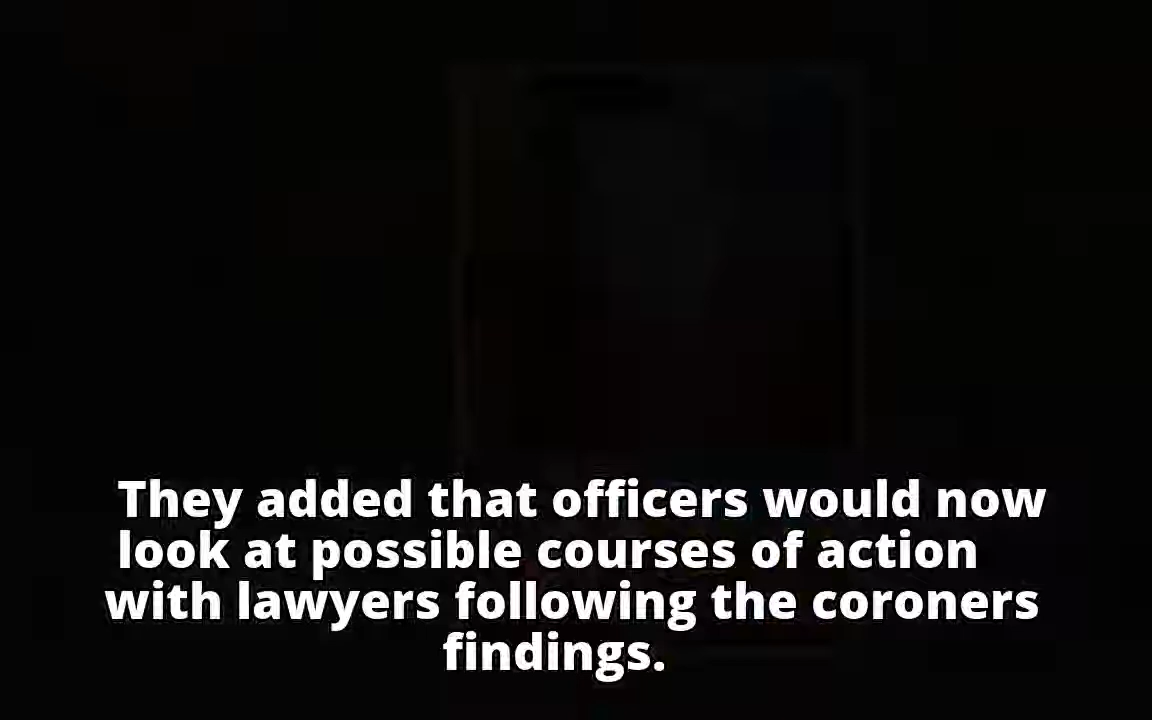 They added that officers would now
look at possible courses of action
with lawyers following the coroners
findings.